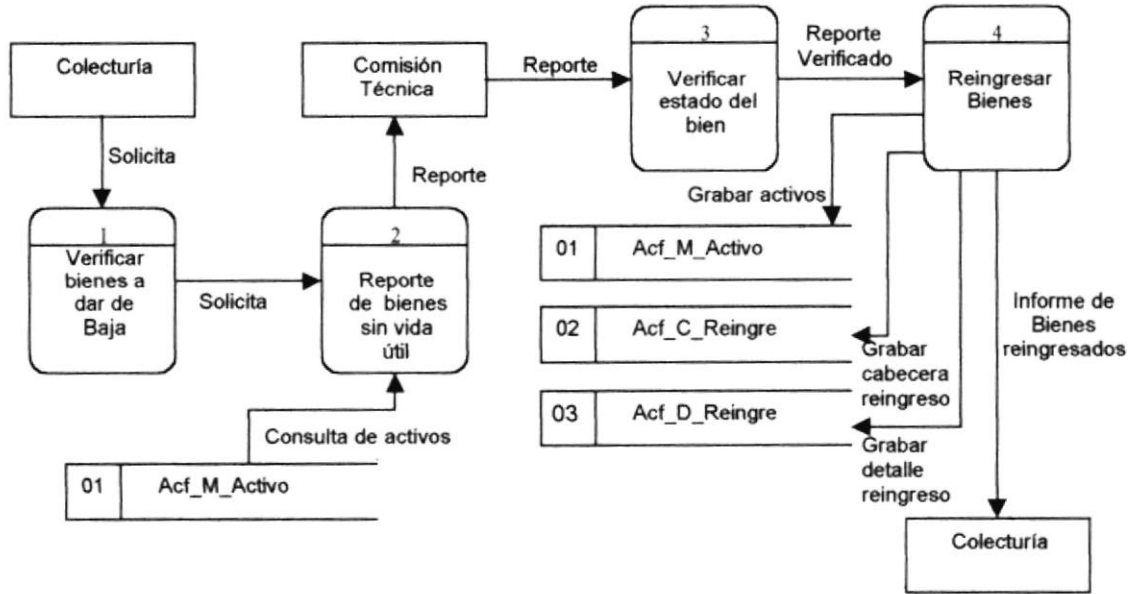 Colecturía
Solicita
1
Verificar
bienes a
dar de
Baja
Solicita
2
Reporte
de bienes
sin vida
útil
Consulta de activos
01 Acf_M_Activo
Reporte
Comisión
Técnica
Reporte
3
Verificar
estado del
bien
Reporte
Verificado
4
Reingresar
Bienes
Grabar activos
01 Acf_M_Activo
02 Acf_C_Reingre
Grabar
cabecera
reingreso
03 Acf_D_Reingre
Grabar
detalle
reingreso
Informe de
Bienes
reingresados
Colecturía